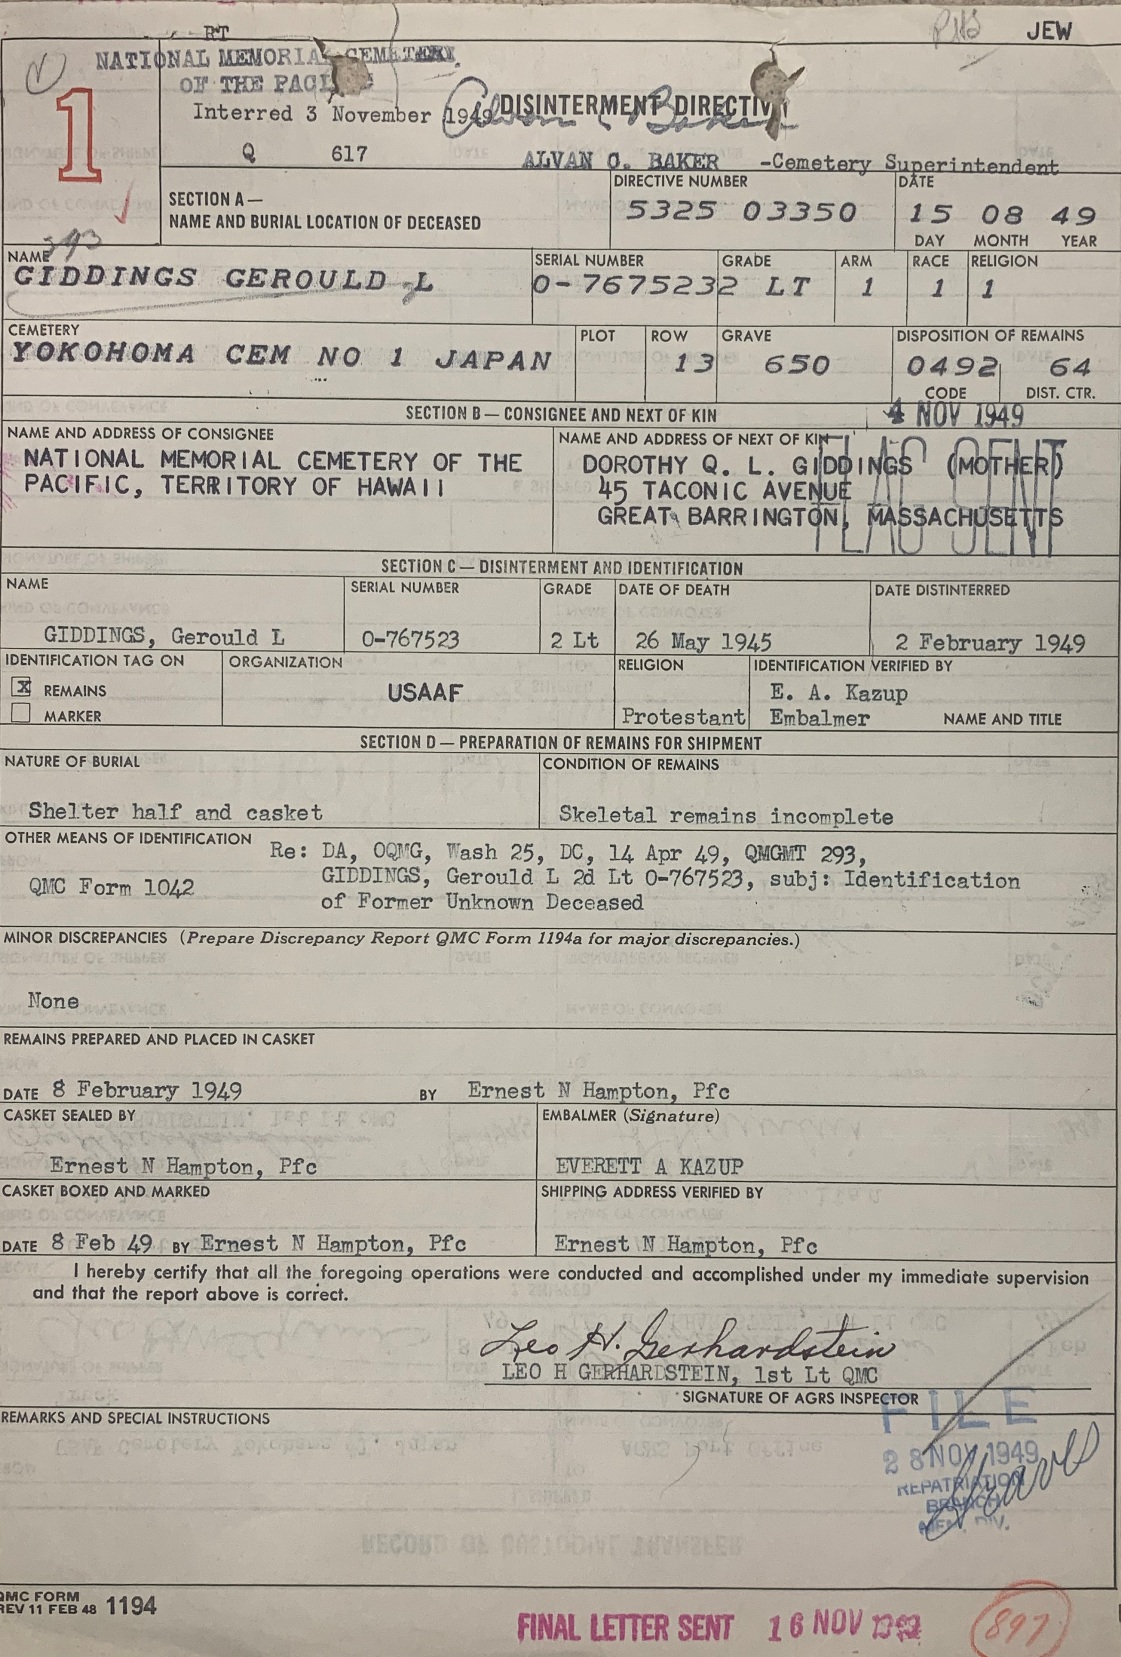 RT
JEW
NATIONAL MEMORIAL CEMETERY
OF THE PACI
Interred 3 November 1949
Q 617
1
DISINTERMENT DIRECTIVE
ALVAN C. BAKER -Cemetery Superintendent
SECTION A—
NAME AND BURIAL LOCATION OF DECEASED
DIRECTIVE NUMBER
5325 03350
DATE
15 08 49
DAY MONTH YEAR
NAME
GIDDINGS GEROULD L
SERIAL NUMBER
0-767523
GRADE
2 LT
ARM
1
RACE
1
RELIGION
1
CEMETERY
YOKOHOMA CEM NO 1 JAPAN
PLOT
ROW
13
GRAVE
650
DISPOSITION OF REMAINS
0492 64
CODE DIST. CTR.
SECTION B — CONSIGNEE AND NEXT OF KIN
4 NOV 1949
NAME AND ADDRESS OF CONSIGNEE
NATIONAL MEMORIAL CEMETERY OF THE
PACIFIC, TERRITORY OF HAWAII
NAME AND ADDRESS OF NEXT OF KIN
DOROTHY Q. L. GIDDINGS (MOTHER)
45 TACONIC AVENUE
GREAT BARRINGTON, MASSACHUSETTS
FLAG SENT
SECTION C — DISINTERMENT AND IDENTIFICATION
NAME
GIDDINGS, Gerould L
SERIAL NUMBER
0-767523
GRADE
2 Lt
DATE OF DEATH
26 May 1945
DATE DISTINTERRED
2 February 1949
IDENTIFICATION TAG ON
X REMAINS
MARKER
ORGANIZATION
USAAF
RELIGION
Protestant
IDENTIFICATION VERIFIED BY
E. A. Kazup
Embalmer NAME AND TITLE
SECTION D — PREPARATION OF REMAINS FOR SHIPMENT
NATURE OF BURIAL
Shelter half and casket
CONDITION OF REMAINS
Skeletal remains incomplete
OTHER MEANS OF IDENTIFICATION
QMC Form 1042
Re: DA, OQMG, Wash 25, DC, 14 Apr 49, QMGMT 293,
GIDDINGS, Gerould L 2d Lt 0-767523, subj: Identification
of Former Unknown Deceased
MINOR DISCREPANCIES (Prepare Discrepancy Report QMC Form 1194a for major discrepancies.)
None
REMAINS PREPARED AND PLACED IN CASKET
DATE 8 February 1949 BY Ernest N Hampton, Pfc
CASKET SEALED BY
Ernest N Hampton, Pfc
EMBALMER (Signature)
EVERETT A KAZUP
CASKET BOXED AND MARKED
DATE 8 Feb 49 BY Ernest N Hampton, Pfc
SHIPPING ADDRESS VERIFIED BY
Ernest N Hampton, Pfc
I hereby certify that all the foregoing operations were conducted and accomplished under my immediate supervision
and that the report above is correct.
Leo H. Gerhardstein
LEO H GERHARDSTEIN, 1st Lt QMC
SIGNATURE OF AGRS INSPECTOR
REMARKS AND SPECIAL INSTRUCTIONS
FILE
28 NOV 1949
REPATRIATION
BRANCH
MEM. DIV.
QMC FORM
REV 11 FEB 48 1194
FINAL LETTER SENT 16 NOV
897